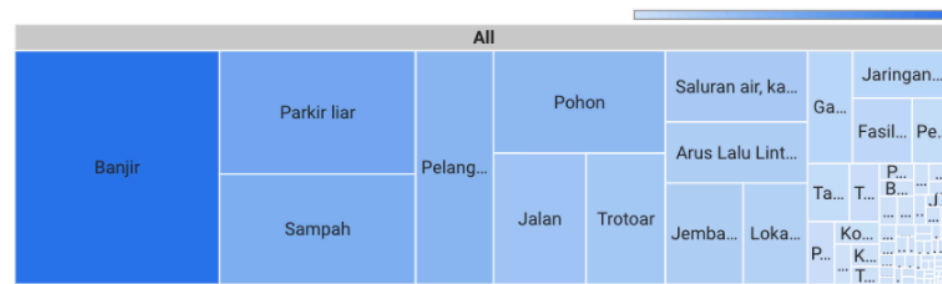 All
Banjir
Parkir liar
Sampah
Pelang...
Pohon
Jalan
Trotoar
Saluran air, ka...
Arus Lalu Lint...
Jemba...
Loka...
Ga...
Jaringan...
Fasil...
Pe...
Ta...
T...
P...
B...
P...
Ko...
K...
T...